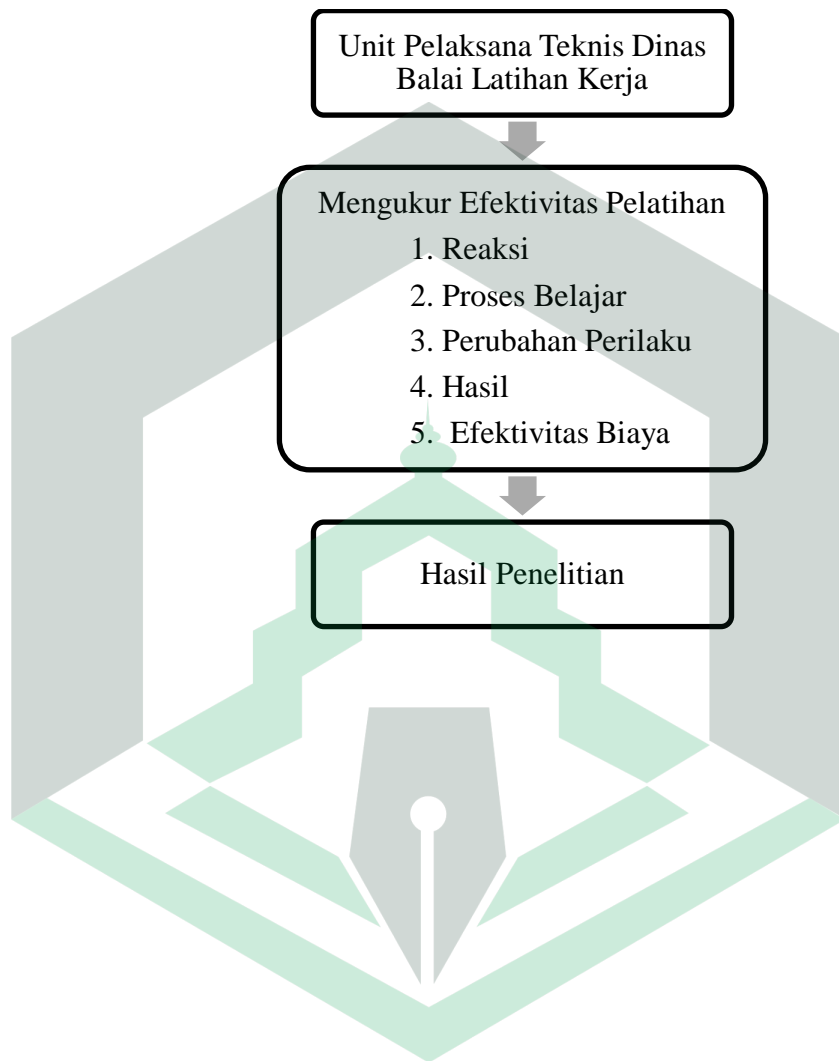 Unit Pelaksana Teknis Dinas
Balai Latihan Kerja
Mengukur Efektivitas Pelatihan
1. Reaksi
2. Proses Belajar
3. Perubahan Perilaku
4. Hasil
5. Efektivitas Biaya
Hasil Penelitian